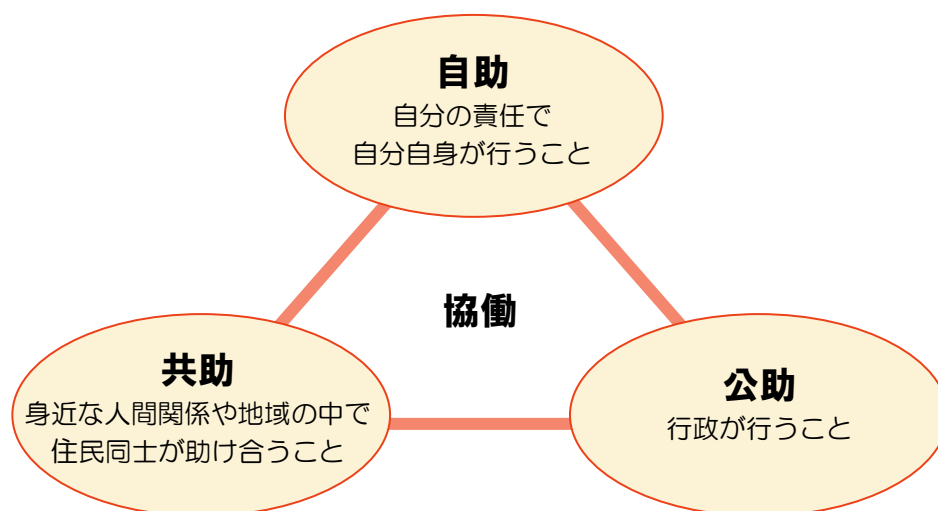 自助
自分の責任で
自分自身が行うこと
協働
共助
身近な人間関係や地域の中で
住民同士が助け合うこと
公助
行政が行うこと